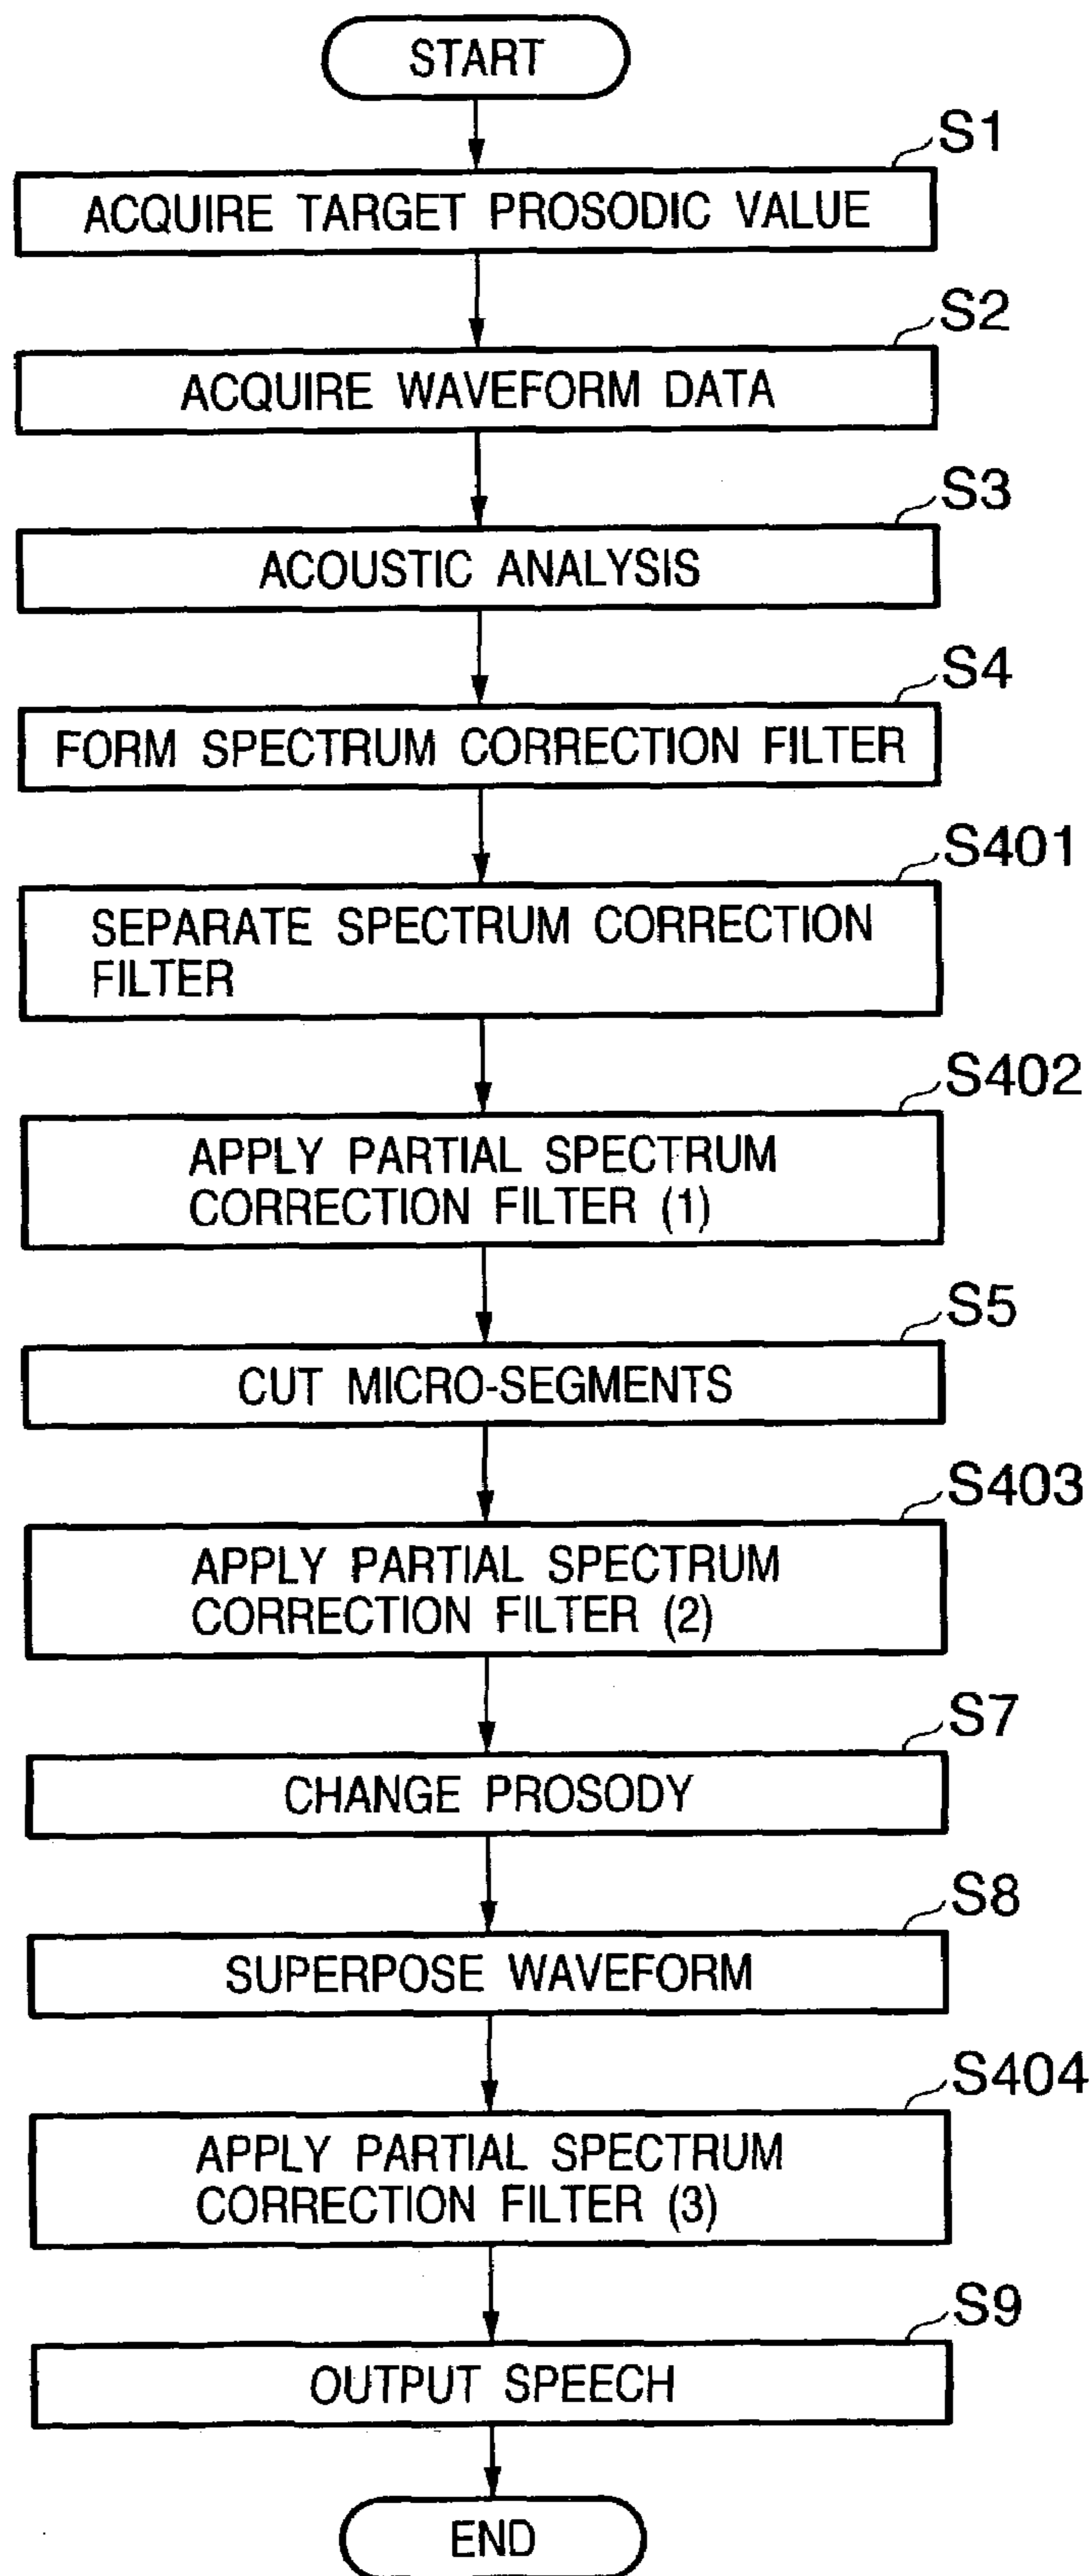 START
S1
ACQUIRE TARGET PROSODIC VALUE
S2
ACQUIRE WAVEFORM DATA
S3
ACOUSTIC ANALYSIS
S4
FORM SPECTRUM CORRECTION FILTER
S401
SEPARATE SPECTRUM CORRECTION
FILTER
S402
APPLY PARTIAL SPECTRUM
CORRECTION FILTER (1)
S5
CUT MICRO-SEGMENTS
S403
APPLY PARTIAL SPECTRUM
CORRECTION FILTER (2)
S7
CHANGE PROSODY
S8
SUPERPOSE WAVEFORM
S404
APPLY PARTIAL SPECTRUM
CORRECTION FILTER (3)
S9
OUTPUT SPEECH
END